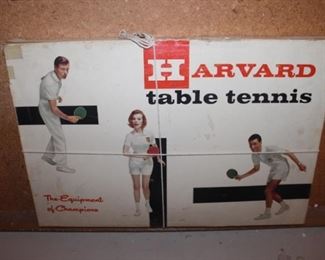 HARVARD
table tennis
The Equipment
of Champions